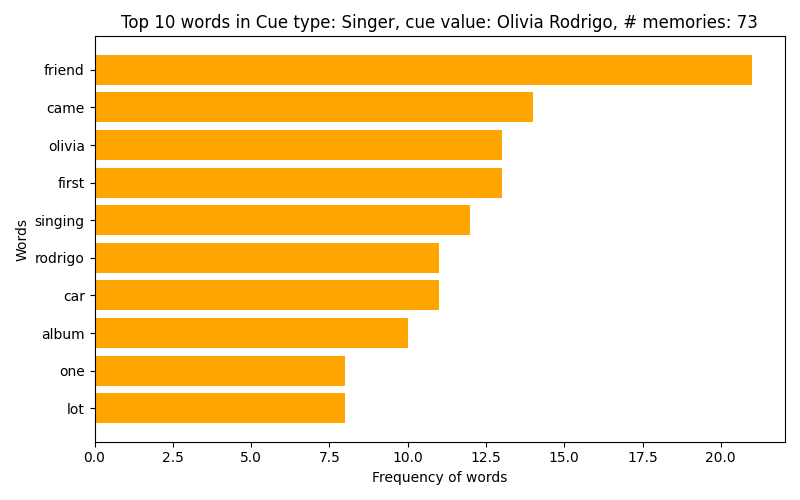 Top 10 words in Cue type: Singer, cue value: Olivia Rodrigo, # memories: 73
Words
friend
came
olivia
first
singing
rodrigo
car
album
one
lot
0.0 2.5 5.0 7.5 10.0 12.5 15.0 17.5 20.0
Frequency of words